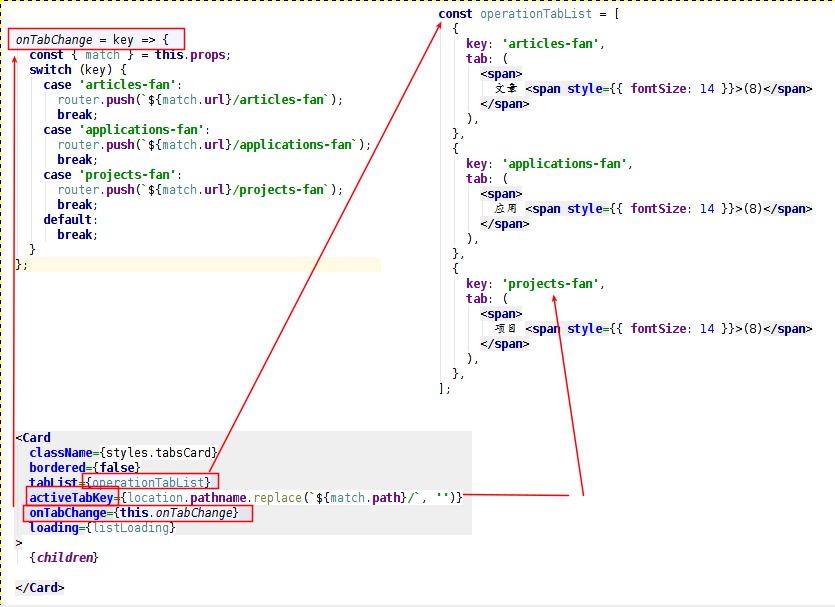 onTabChange = key => {
  const { match } = this.props;
  switch (key) {
    case 'articles-fan':
      router.push(`${match.url}/articles-fan`);
      break;
    case 'applications-fan':
      router.push(`${match.url}/applications-fan`);
      break;
    case 'projects-fan':
      router.push(`${match.url}/projects-fan`);
      break;
    default:
      break;
  }
};
const operationTabList = [
  {
    key: 'articles-fan',
    tab: (
      <span>
        文章 <span style={{ fontSize: 14 }}>(8)</span>
      </span>
    ),
  },
  {
    key: 'applications-fan',
    tab: (
      <span>
        应用 <span style={{ fontSize: 14 }}>(8)</span>
      </span>
    ),
  },
  {
    key: 'projects-fan',
    tab: (
      <span>
        项目 <span style={{ fontSize: 14 }}>(8)</span>
      </span>
    ),
  },
];
<Card
  className={styles.tabsCard}
  bordered={false}
  tabList={operationTabList}
  activeTabKey={location.pathname.replace(`${match.path}/`, '')}
  onTabChange={this.onTabChange}
  loading={listLoading}
>
  {children}
</Card>